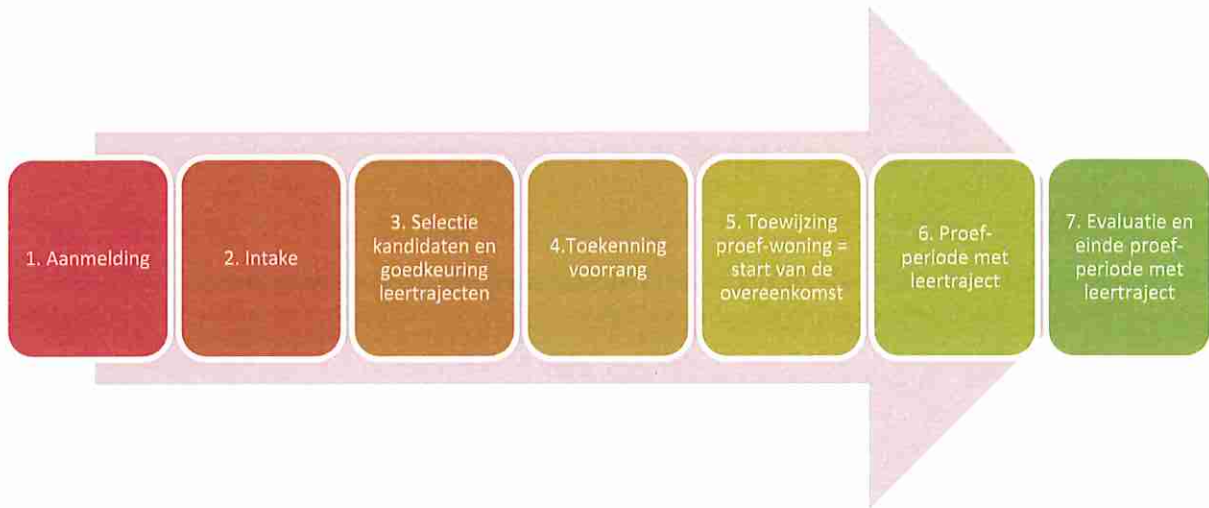 1. Aanmelding
2. Intake
3. Selectie
kandidaten en
goedkeuring
leertrajecten
4.Toekenning
voorrang
5. Toewijzing
proef-woning =
start van de
overeenkomst
6. Proef-
periode met
leertraject
7. Evaluatie en
einde proef-
periode met
leertraject